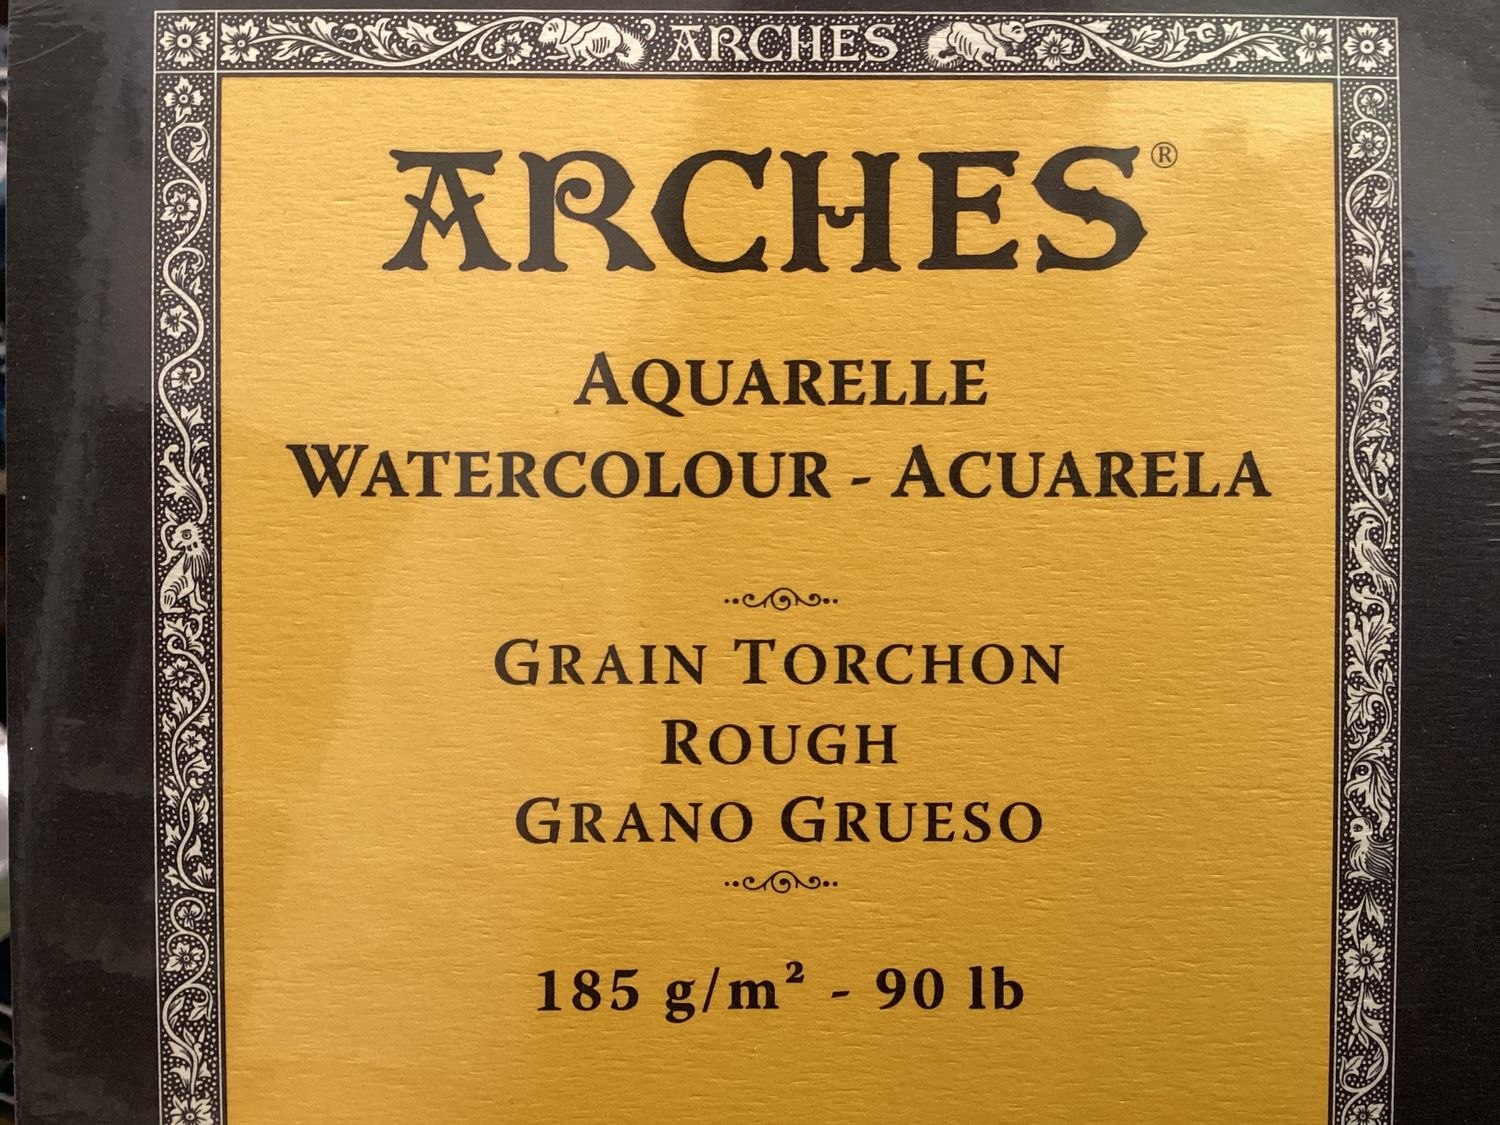 ARCHES
ARCHES®
AQUARELLE
WATERCOLOUR - ACUARELA
GRAIN TORCHON
ROUGH
GRANO GRUESO
185 g/m² - 90 lb